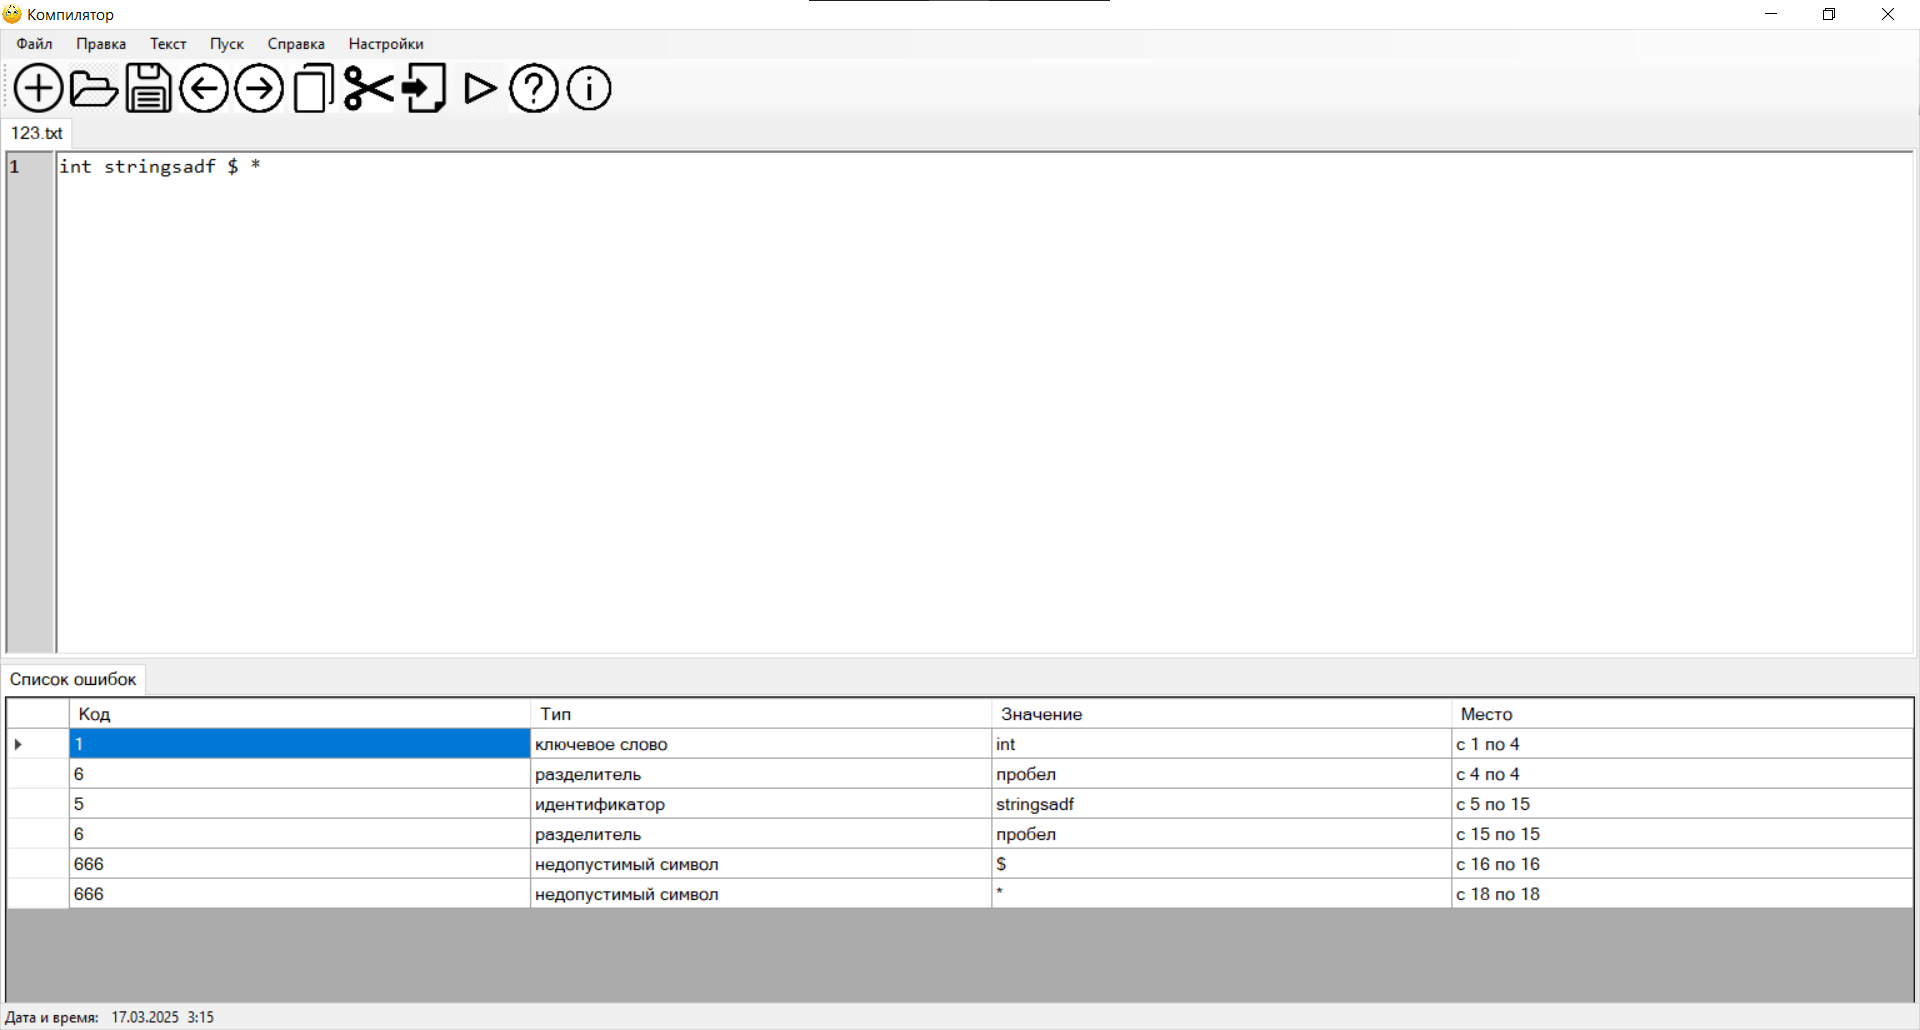 Компилятор
Файл Правка Текст Пуск Справка Настройки
123.txt
1 int stringsadf $ *
Список ошибок
Код Тип Значение Место
1 ключевое слово int с 1 по 4
6 разделитель пробел с 4 по 4
5 идентификатор stringsadf с 5 по 15
6 разделитель пробел с 15 по 15
666 недопустимый символ $ с 16 по 16
666 недопустимый символ * с 18 по 18
Дата и время: 17.03.2025 3:15